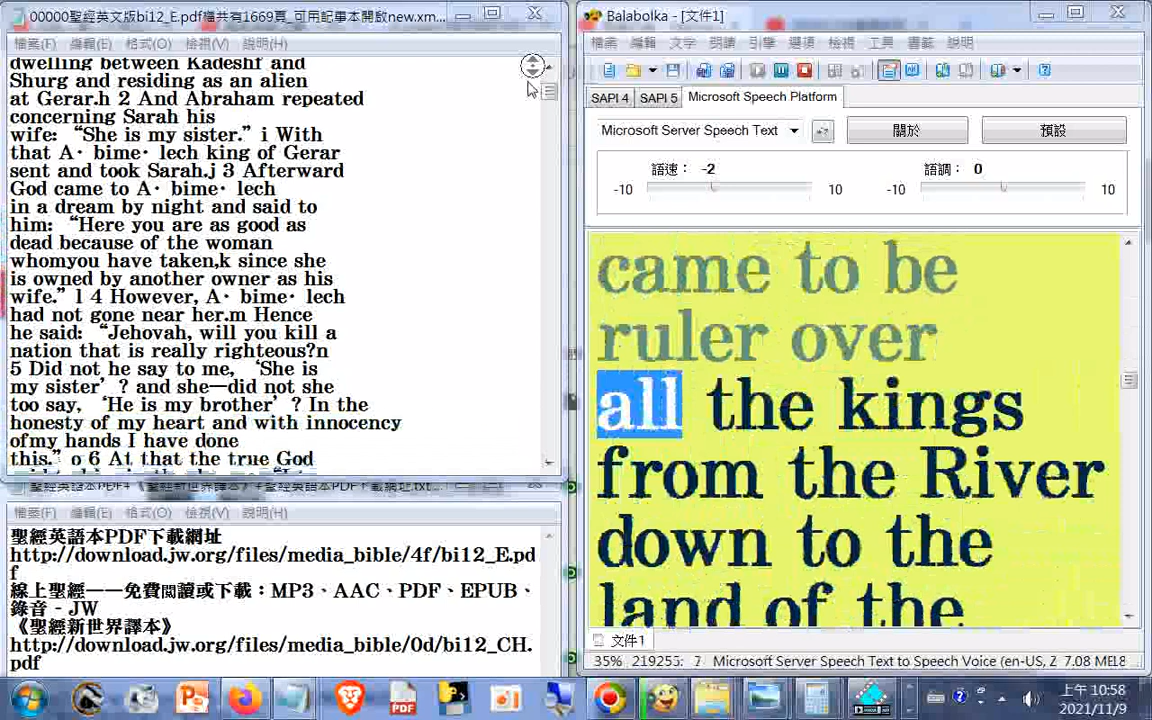 00000聖經英文版bi12_E.pdf檔共有1669頁_可用記事本開啟new.xm...
檔案(F) 編輯(E) 格式(O) 檢視(V) 說明(H)
dwelling between Kadeshf and
Shurg and residing as an alien
at Gerar.h 2 And Abraham repeated
concerning Sarah his
wife: “She is my sister.” i With
that A· bime· lech king of Gerar
sent and took Sarah.j 3 Afterward
God came to A· bime· lech
in a dream by night and said to
him: “Here you are as good as
dead because of the woman
whomyou have taken,k since she
is owned by another owner as his
wife.” l 4 However, A· bime· lech
had not gone near her.m Hence
he said: “Jehovah, will you kill a
nation that is really righteous?n
5 Did not he say to me, ‘She is
my sister’? and she—did not she
too say, ‘He is my brother’? In the
honesty of my heart and with innocency
ofmy hands I have done
this.” o 6 At that the true God
檔案(F) 編輯(E) 格式(O) 檢視(V) 說明(H)
聖經英語本PDF下載網址
http://download.jw.org/files/media_bible/4f/bi12_E.pd
f
線上聖經——免費閱讀或下載：MP3、AAC、PDF、EPUB、
錄音 - JW
《聖經新世界譯本》
http://download.jw.org/files/media_bible/0d/bi12_CH.
pdf
Balabolka - [文件1]
檔案 編輯 文字 朗讀 引擎 選項 檢視 工具 書籤 說明
SAPI 4 SAPI 5 Microsoft Speech Platform
Microsoft Server Speech Text 關於 預設
語速： -2 語調： 0
-10 10 -10 10
came to be
ruler over
all the kings
from the River
down to the
land of the
文件1
35% 219255: 7 Microsoft Server Speech Text to Speech Voice (en-US, Z 7.08 MEL8
PDF
上午 10:58
2021/11/9